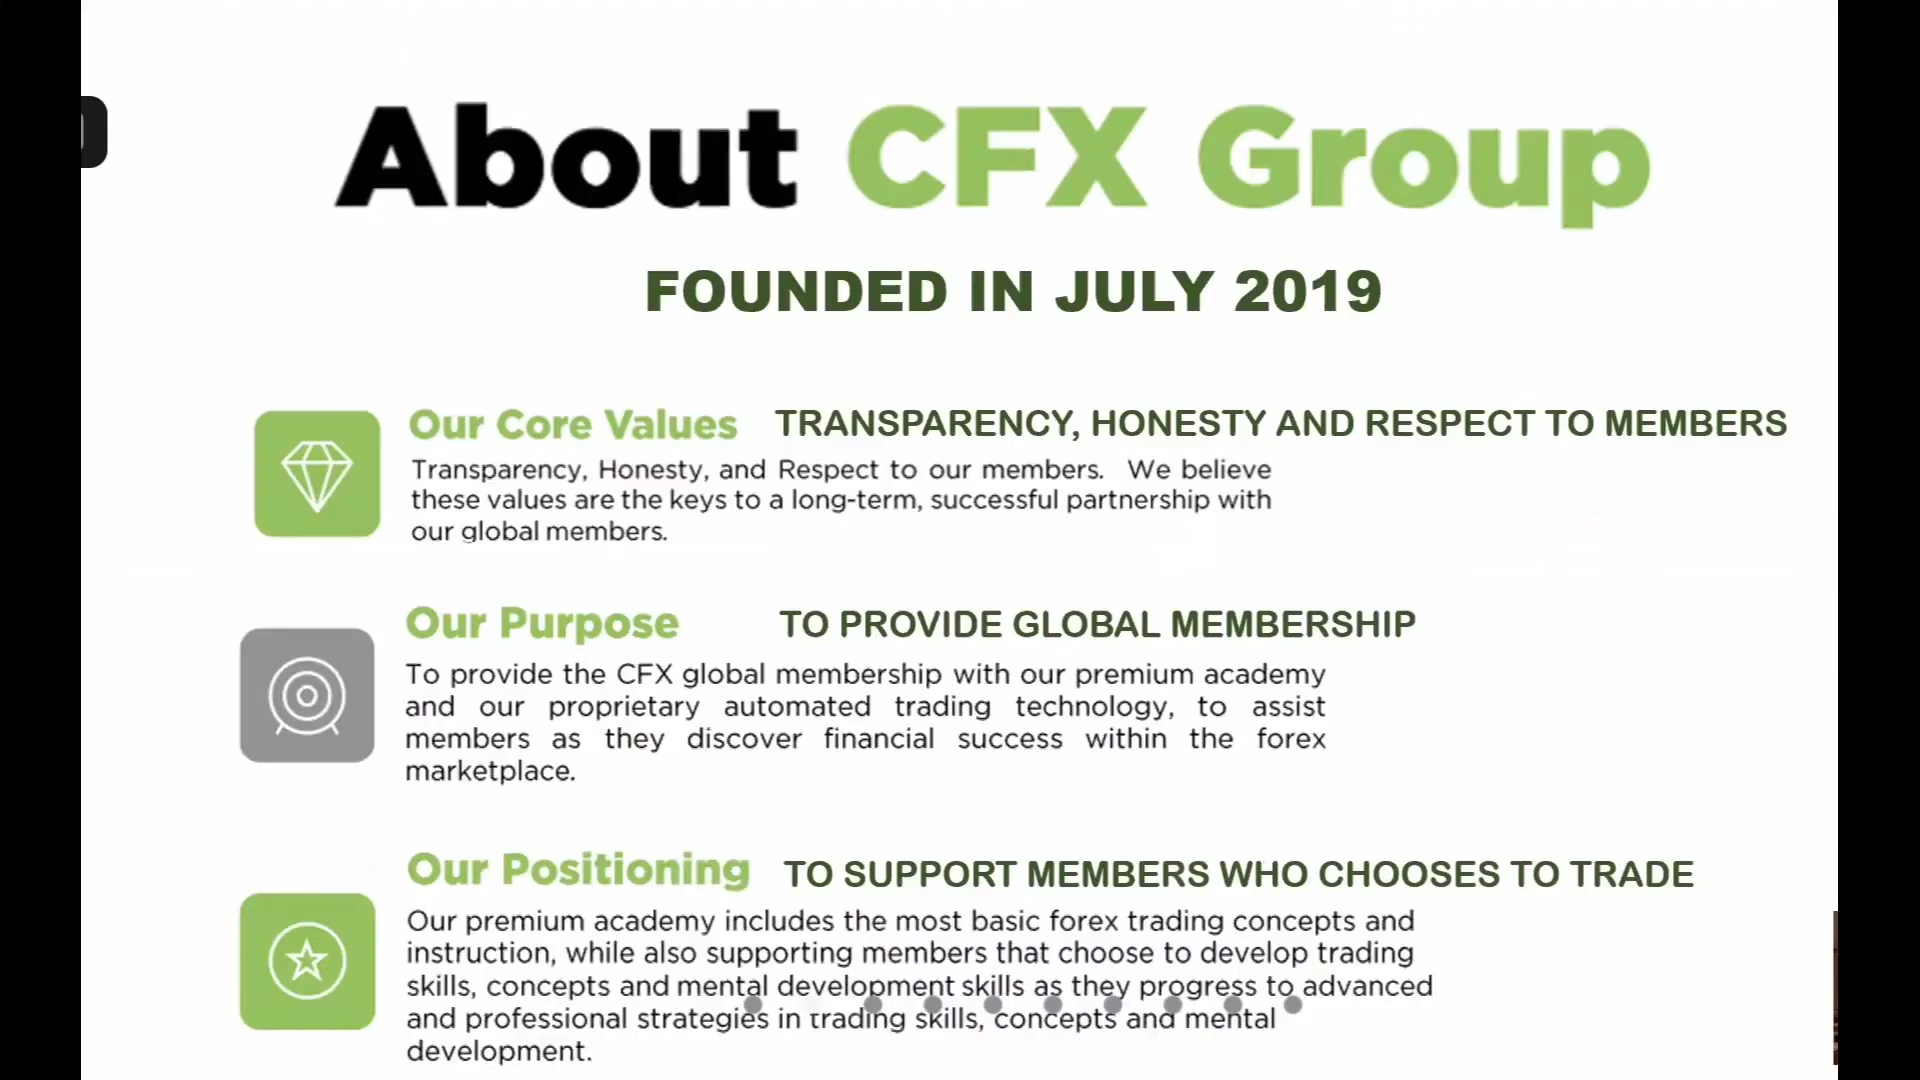 About CFX Group
FOUNDED IN JULY 2019
Our Core Values TRANSPARENCY, HONESTY AND RESPECT TO MEMBERS
Transparency, Honesty, and Respect to our members. We believe
these values are the keys to a long-term, successful partnership with
our global members.
Our Purpose TO PROVIDE GLOBAL MEMBERSHIP
To provide the CFX global membership with our premium academy
and our proprietary automated trading technology, to assist
members as they discover financial success within the forex
marketplace.
Our Positioning TO SUPPORT MEMBERS WHO CHOOSES TO TRADE
Our premium academy includes the most basic forex trading concepts and
instruction, while also supporting members that choose to develop trading
skills, concepts and mental development skills as they progress to advanced
and professional strategies in trading skills, concepts and mental
development.